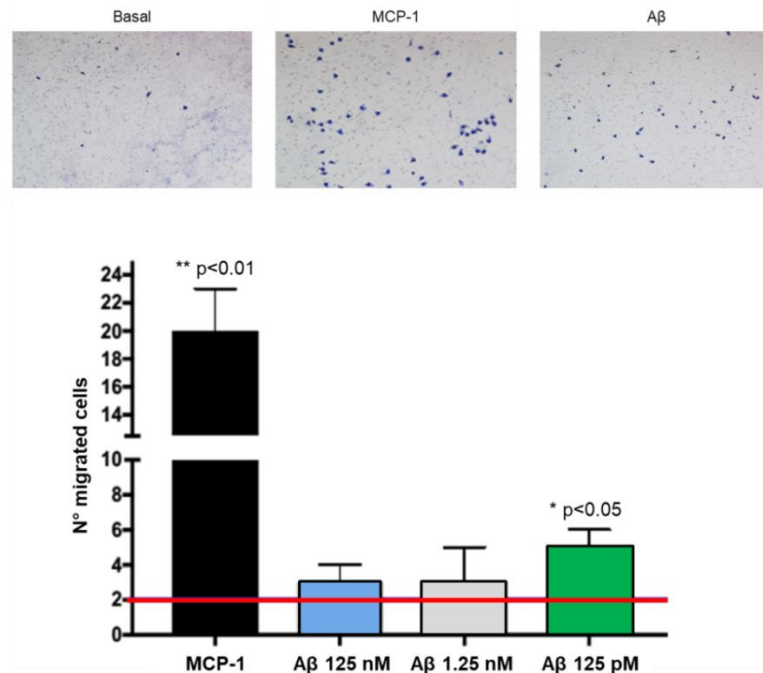 Basal
MCP-1
Aβ
** p<0.01
24
22
20
18
16
14
10
8
6
4
2
0
* p<0.05
N° migrated cells
MCP-1
Aβ 125 nM
Aβ 1.25 nM
Aβ 125 pM